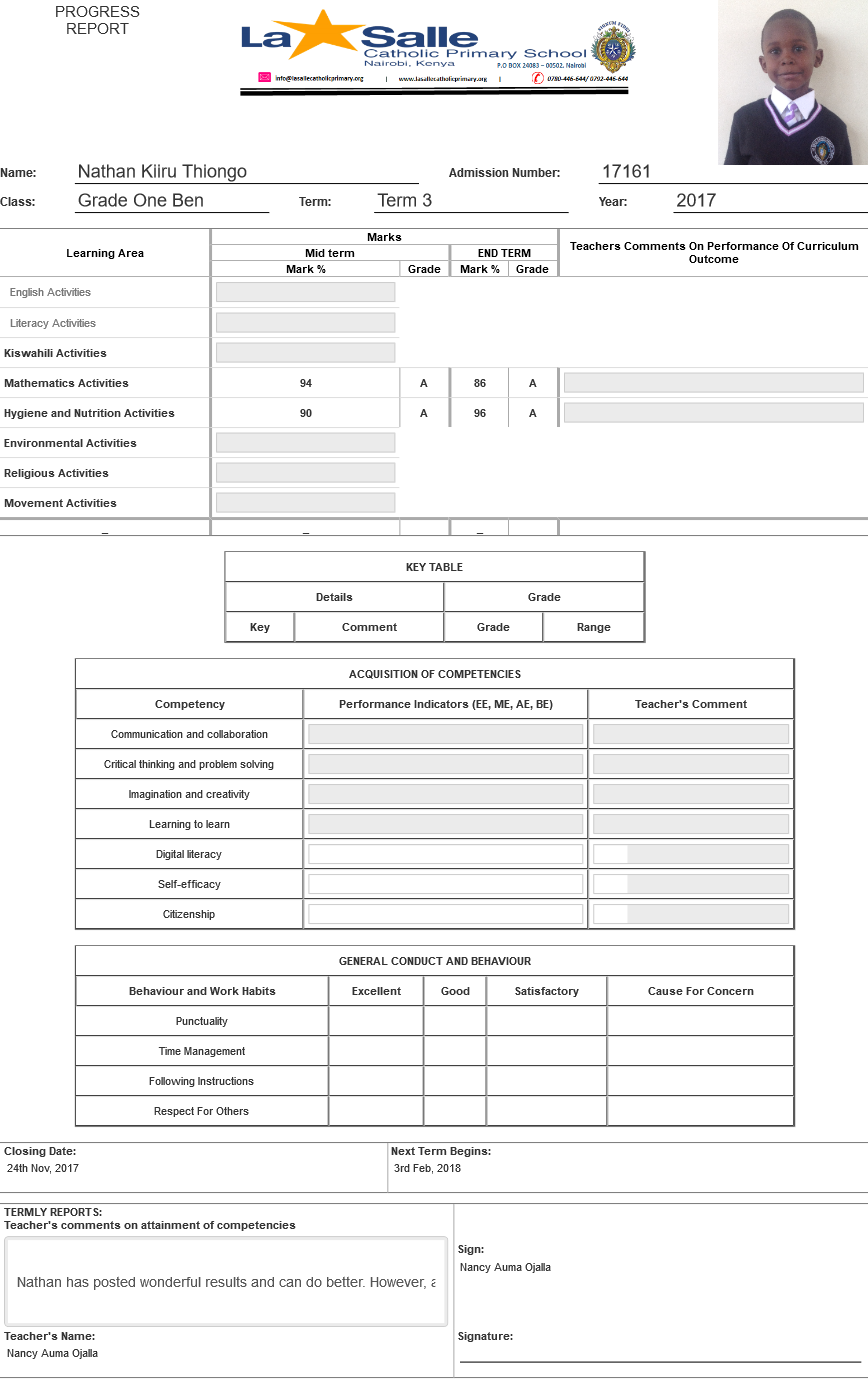 PROGRESS
REPORT
La Salle
Catholic Primary School
Nairobi, Kenya
P.O BOX 24083 – 00502, Nairobi
info@lasallecatholicprimary.org | www.lasallecatholicprimary.org | 0780-446-644/ 0792-446-644
Name: Nathan Kiiru Thiongo Admission Number: 17161
Class: Grade One Ben Term: Term 3 Year: 2017
Learning Area Marks Teachers Comments On Performance Of Curriculum Outcome
Mid term END TERM
Mark % Grade Mark % Grade
English Activities
Literacy Activities
Kiswahili Activities
Mathematics Activities 94 A 86 A
Hygiene and Nutrition Activities 90 A 96 A
Environmental Activities
Religious Activities
Movement Activities
_ _ _
KEY TABLE
Details Grade
Key Comment Grade Range
ACQUISITION OF COMPETENCIES
Competency Performance Indicators (EE, ME, AE, BE) Teacher's Comment
Communication and collaboration
Critical thinking and problem solving
Imagination and creativity
Learning to learn
Digital literacy
Self-efficacy
Citizenship
GENERAL CONDUCT AND BEHAVIOUR
Behaviour and Work Habits Excellent Good Satisfactory Cause For Concern
Punctuality
Time Management
Following Instructions
Respect For Others
Closing Date: Next Term Begins:
24th Nov, 2017 3rd Feb, 2018
TERMLY REPORTS:
Teacher's comments on attainment of competencies
Sign:
Nancy Auma Ojalla
Nathan has posted wonderful results and can do better. However,
Teacher's Name: Signature:
Nancy Auma Ojalla